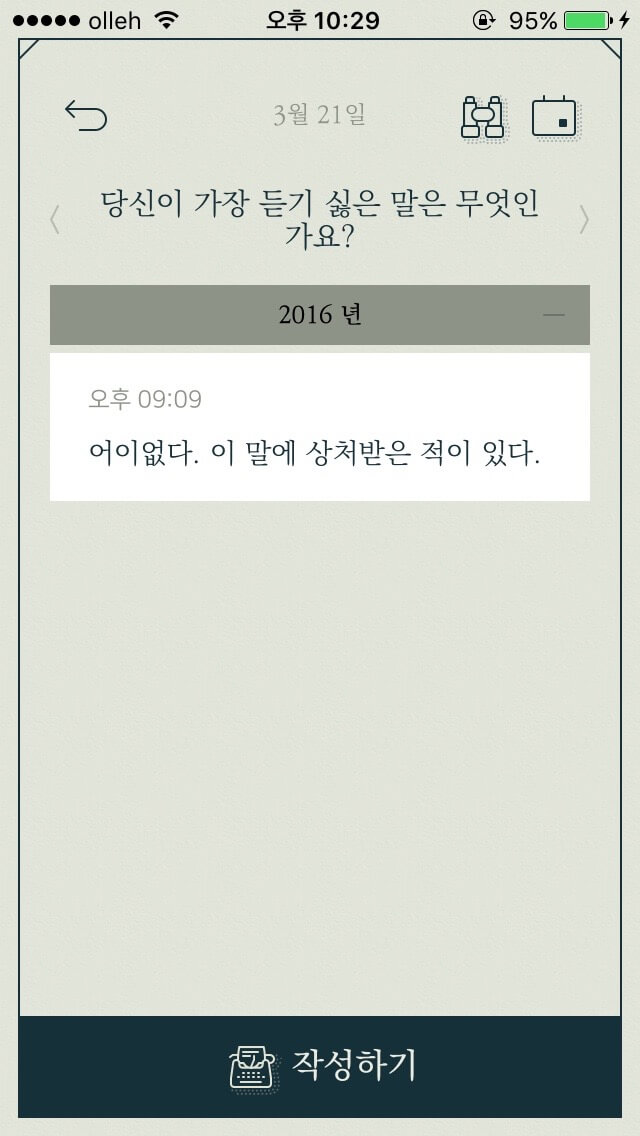 olleh 오후 10:29 95%
3월 21일
당신이 가장 듣기 싫은 말은 무엇인
가요?
2016 년
오후 09:09
어이없다. 이 말에 상처받은 적이 있다.
작성하기